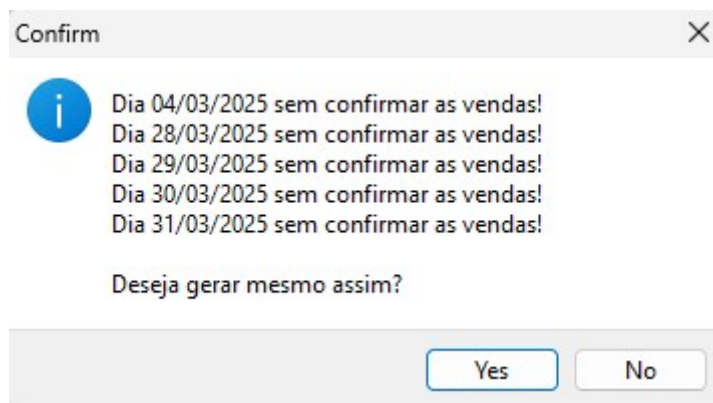 Confirm
Dia 04/03/2025 sem confirmar as vendas!
Dia 28/03/2025 sem confirmar as vendas!
Dia 29/03/2025 sem confirmar as vendas!
Dia 30/03/2025 sem confirmar as vendas!
Dia 31/03/2025 sem confirmar as vendas!
Deseja gerar mesmo assim?
Yes No